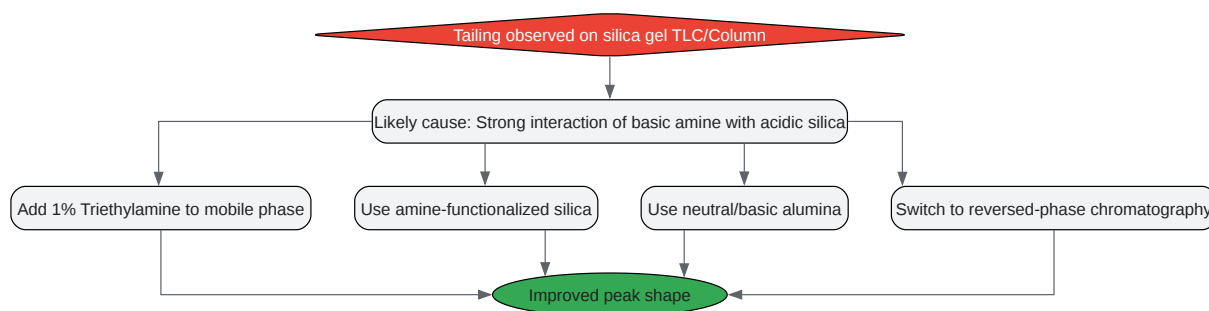 Tailing observed on silica gel TLC/Column
Likely cause: Strong interaction of basic amine with acidic silica
Add 1% Triethylamine to mobile phase
Use amine-functionalized silica
Use neutral/basic alumina
Switch to reversed-phase chromatography
Improved peak shape